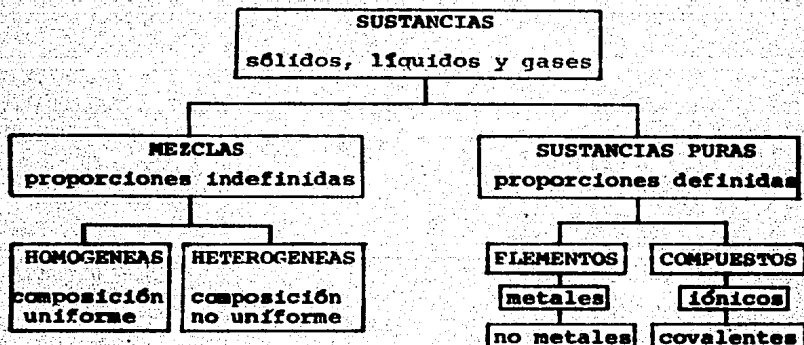 SUSTANCIAS
sólidos, líquidos y gases
MEZCLAS
proporciones indefinidas
SUSTANCIAS PURAS
proporciones definidas
HOMOGENEAS
composición
uniforme
HETEROGENEAS
composición
no uniforme
ELEMENTOS
metales
no metales
COMPUESTOS
iónicos
covalentes